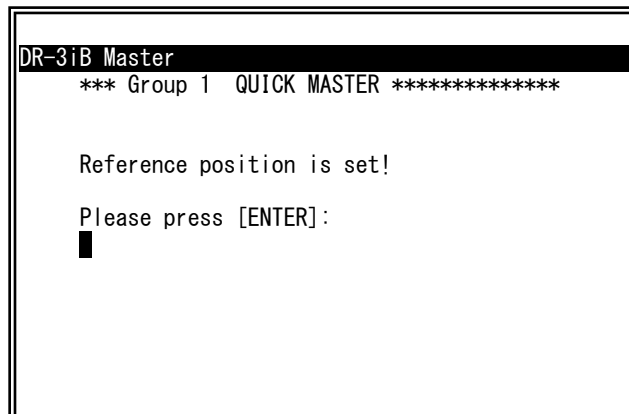 DR-3iB Master
*** Group 1  QUICK MASTER **************
Reference position is set!
Please press [ENTER]: